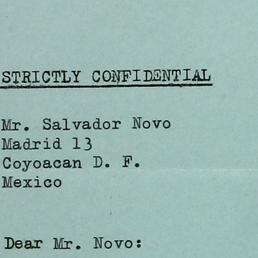 STRICTLY CONFIDENTIAL
Mr. Salvador Novo
Madrid 13
Coyoacan D. F.
Mexico
Dear Mr. Novo: